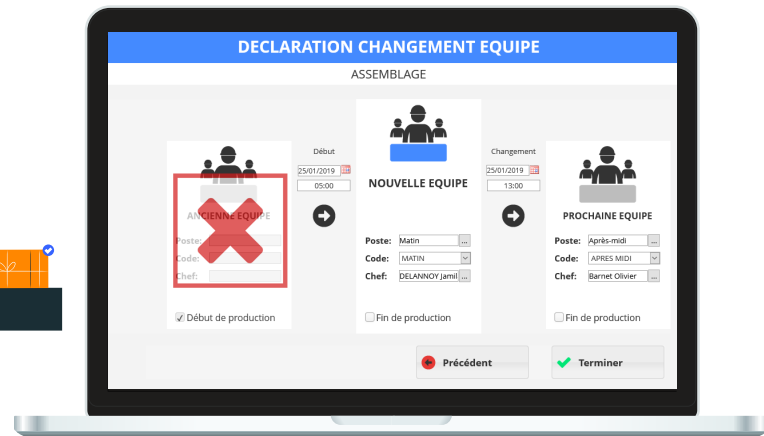 DECLARATION CHANGEMENT EQUIPE
ASSEMBLAGE
Début
25/01/2019
05:00
Changement
25/01/2019
13:00
ANCIENNE EQUIPE
Poste:
Code:
Chef:
Début de production
NOUVELLE EQUIPE
Poste: Matin ...
Code: MATIN
Chef: DELANNOY Jamil ...
Fin de production
PROCHAINE EQUIPE
Poste: Après-midi ...
Code: APRES MIDI
Chef: Barnet Olivier ...
Fin de production
Précédent
Terminer